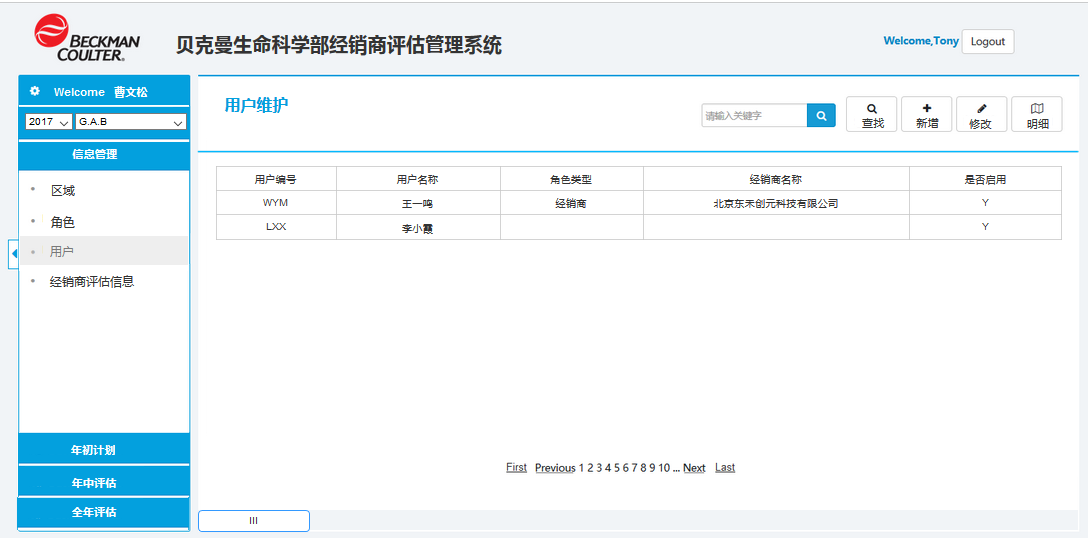 BECKMAN
COULTER®
贝克曼生命科学部经销商评估管理系统
Welcome,Tony
Logout
Welcome 曹文松
2017
G.A.B
信息管理
区域
角色
用户
经销商评估信息
年初计划
年中评估
全年评估
用户维护
请输入关键字
查找
新增
修改
明细
用户编号 用户名称 角色类型 经销商名称 是否启用
WYM 王一鸣 经销商 北京东禾创元科技有限公司 Y
LXX 李小霞 Y
First Previous 1 2 3 4 5 6 7 8 9 10 ... Next Last
III